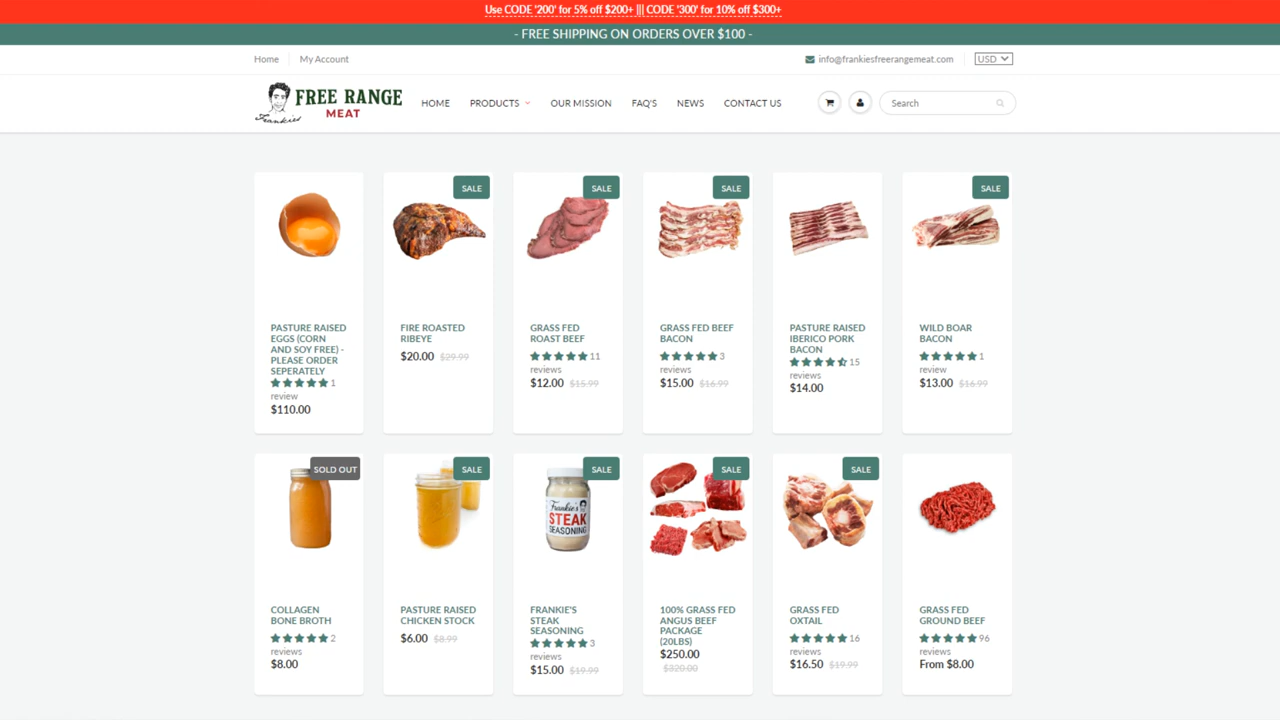 Use CODE '200' for 5% off $200+ ||| CODE '300' for 10% off $300+
- FREE SHIPPING ON ORDERS OVER $100 -
Home
My Account
info@frankiesfreerangemeat.com
USD
Frankies
FREE RANGE
MEAT
HOME
PRODUCTS
OUR MISSION
FAQ'S
NEWS
CONTACT US
Search
PASTURE RAISED
EGGS (CORN
AND SOY FREE) -
PLEASE ORDER
SEPERATELY
1
review
$110.00
SALE
FIRE ROASTED
RIBEYE
$20.00 $29.99
SALE
GRASS FED
ROAST BEEF
11
reviews
$12.00 $15.99
SALE
GRASS FED BEEF
BACON
3
reviews
$15.00 $16.99
PASTURE RAISED
IBERICO PORK
BACON
15
reviews
$14.00
SALE
WILD BOAR
BACON
1
review
$13.00 $16.99
SOLD OUT
COLLAGEN
BONE BROTH
2
reviews
$8.00
SALE
PASTURE RAISED
CHICKEN STOCK
$6.00 $8.99
SALE
Frankie's
STEAK
SEASONING
FRANKIE'S
STEAK
SEASONING
3
reviews
$15.00 $19.99
SALE
100% GRASS FED
ANGUS BEEF
PACKAGE
(20LBS)
$250.00
$320.00
SALE
GRASS FED
OXTAIL
16
reviews
$16.50 $19.99
GRASS FED
GROUND BEEF
96
reviews
From $8.00